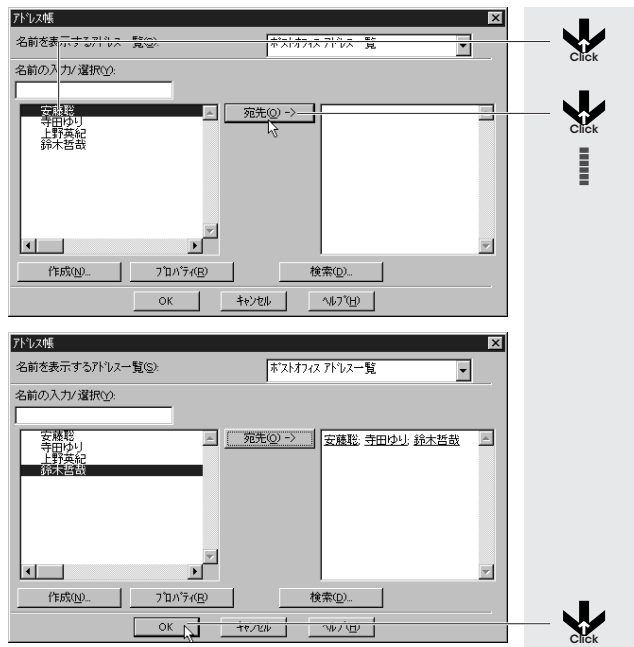 アドレス帳
名前を表示するアドレス一覧(S):
ポストオフィス アドレス一覧
Click
名前の入力/選択(Y):
安藤聡
寺田ゆり
上野英紀
鈴木哲哉
宛先(O) ->
Click
作成(N)...
プロパティ(R)
検索(D)...
OK
キャンセル
ヘルプ(H)
アドレス帳
名前を表示するアドレス一覧(S):
ポストオフィス アドレス一覧
名前の入力/選択(Y):
安藤聡
寺田ゆり
上野英紀
鈴木哲哉
宛先(O) ->
安藤聡; 寺田ゆり; 鈴木哲哉
作成(N)...
プロパティ(R)
検索(D)...
OK
キャンセル
ヘルプ(H)
Click